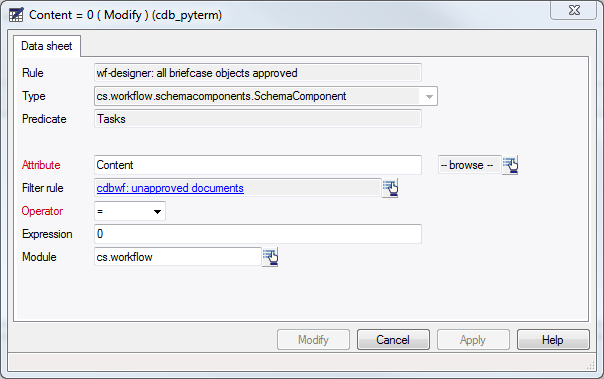 Content = 0 ( Modify ) (cdb_pyterm)
Data sheet
Rule wf-designer: all briefcase objects approved
Type cs.workflow.schemacomponents.SchemaComponent
Predicate Tasks
Attribute Content -- browse --
Filter rule cdbwf: unapproved documents
Operator =
Expression 0
Module cs.workflow
Modify Cancel Apply Help